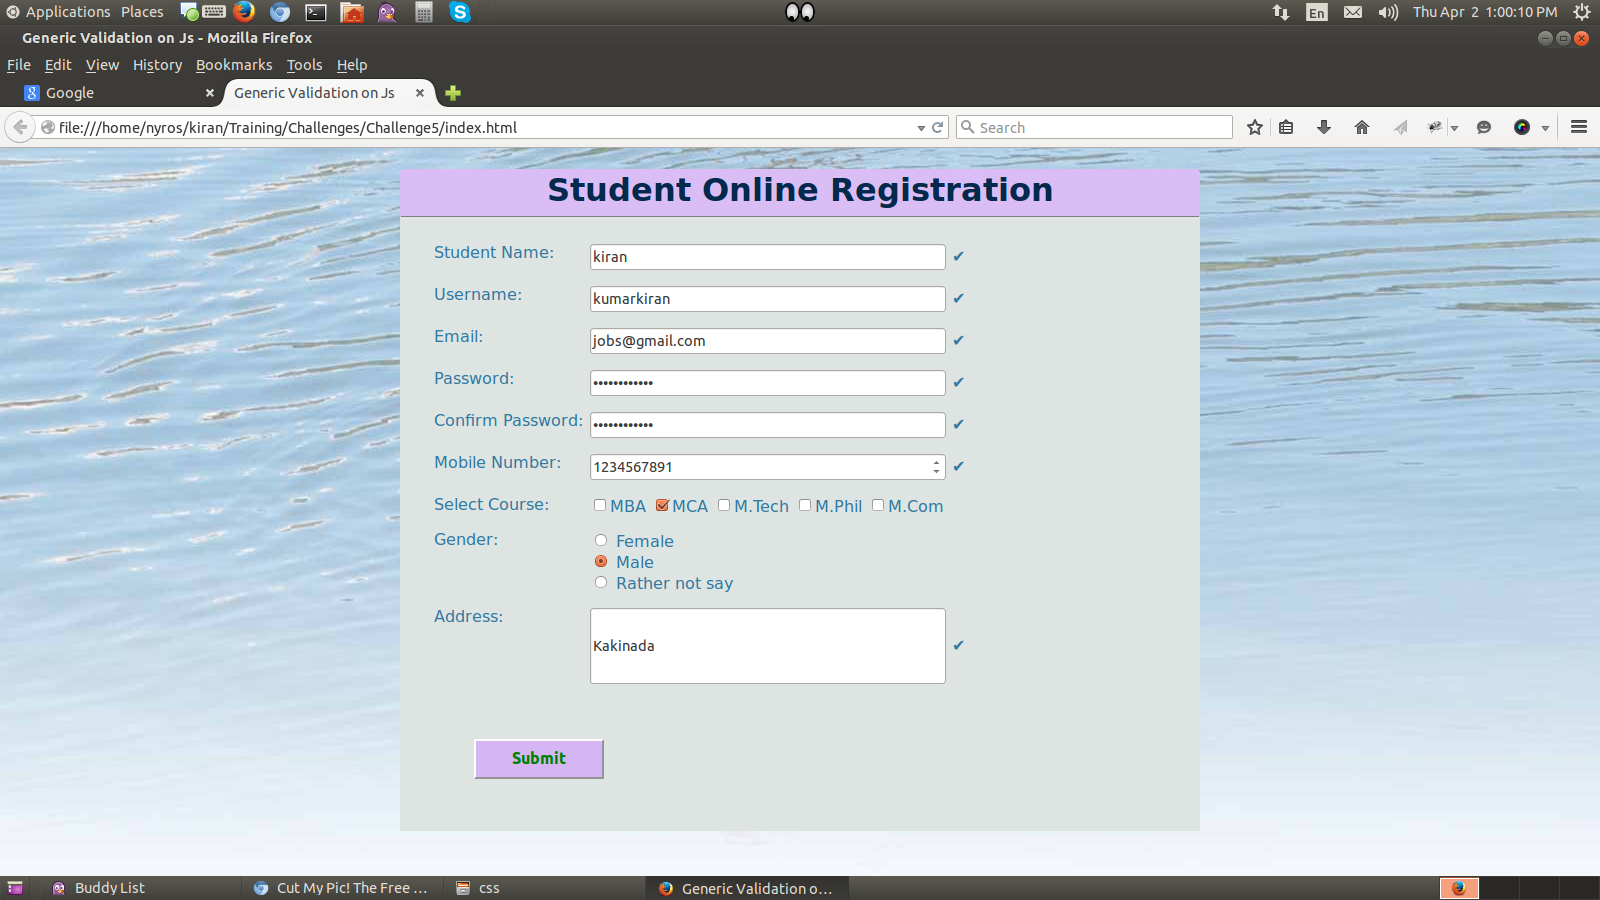 Applications Places En Thu Apr 2 1:00:10 PM
Generic Validation on Js - Mozilla Firefox
File Edit View History Bookmarks Tools Help
Google Generic Validation on Js
file:///home/nyros/kiran/Training/Challenges/Challenge5/index.html Search
Student Online Registration
Student Name: kiran ✔
Username: kumarkiran ✔
Email: jobs@gmail.com ✔
Password: •••••••••••• ✔
Confirm Password: •••••••••••• ✔
Mobile Number: 1234567891 ✔
Select Course: MBA MCA M.Tech M.Phil M.Com
Gender: Female
Male
Rather not say
Address:
Kakinada ✔
Submit
Buddy List Cut My Pic! The Free ... css Generic Validation o...